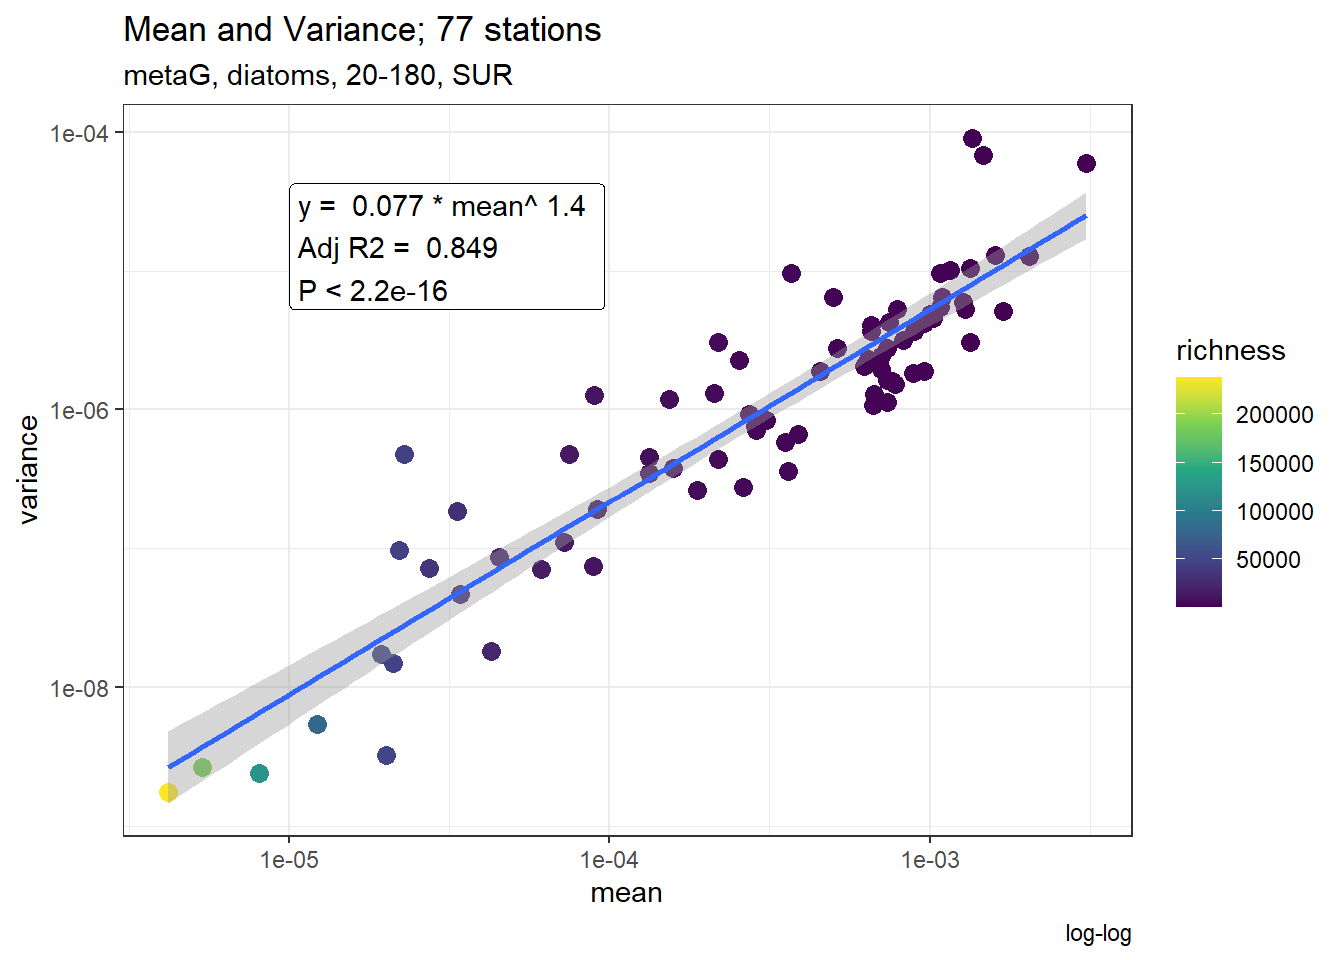 Mean and Variance; 77 stations
metaG, diatoms, 20-180, SUR
1e-04
1e-06
1e-08
variance
y =  0.077 * mean^ 1.4
Adj R2 =  0.849
P < 2.2e-16
1e-05
1e-04
1e-03
mean
log-log
richness
200000
150000
100000
50000